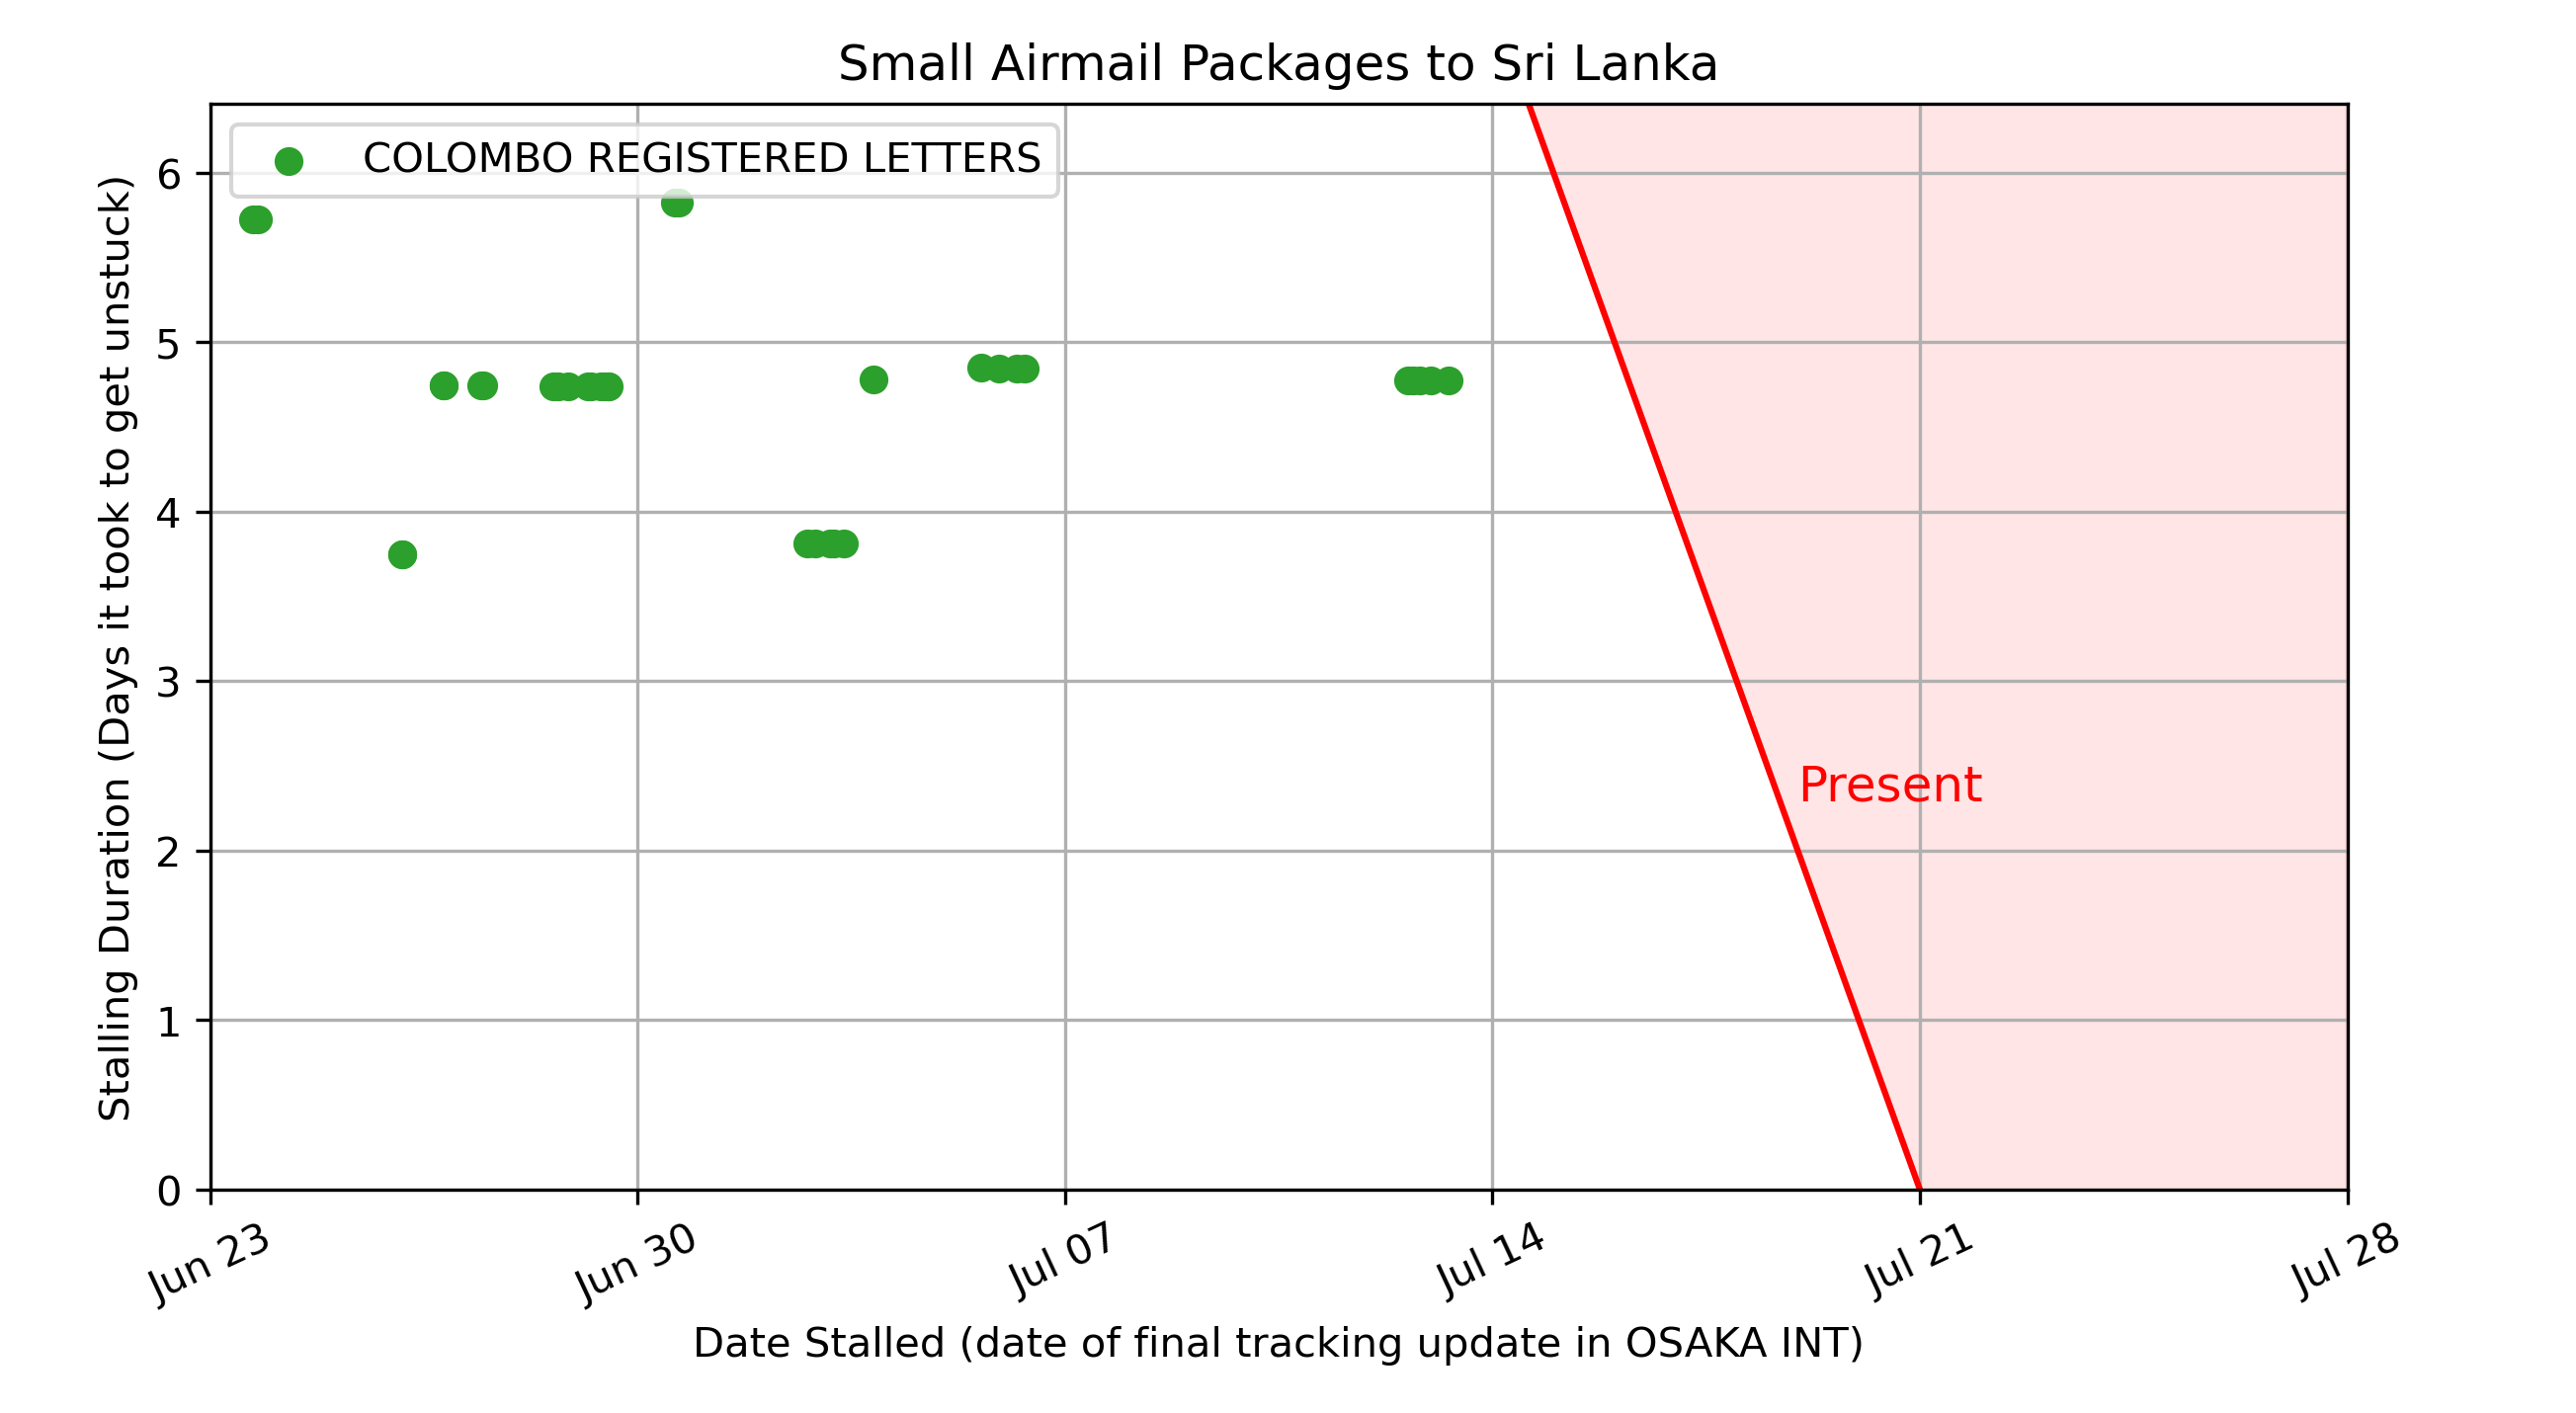 Small Airmail Packages to Sri Lanka
COLOMBO REGISTERED LETTERS
Stalling Duration (Days it took to get unstuck)
6
5
4
3
2
1
0
Present
Jun 23
Jun 30
Jul 07
Jul 14
Jul 21
Jul 28
Date Stalled (date of final tracking update in OSAKA INT)